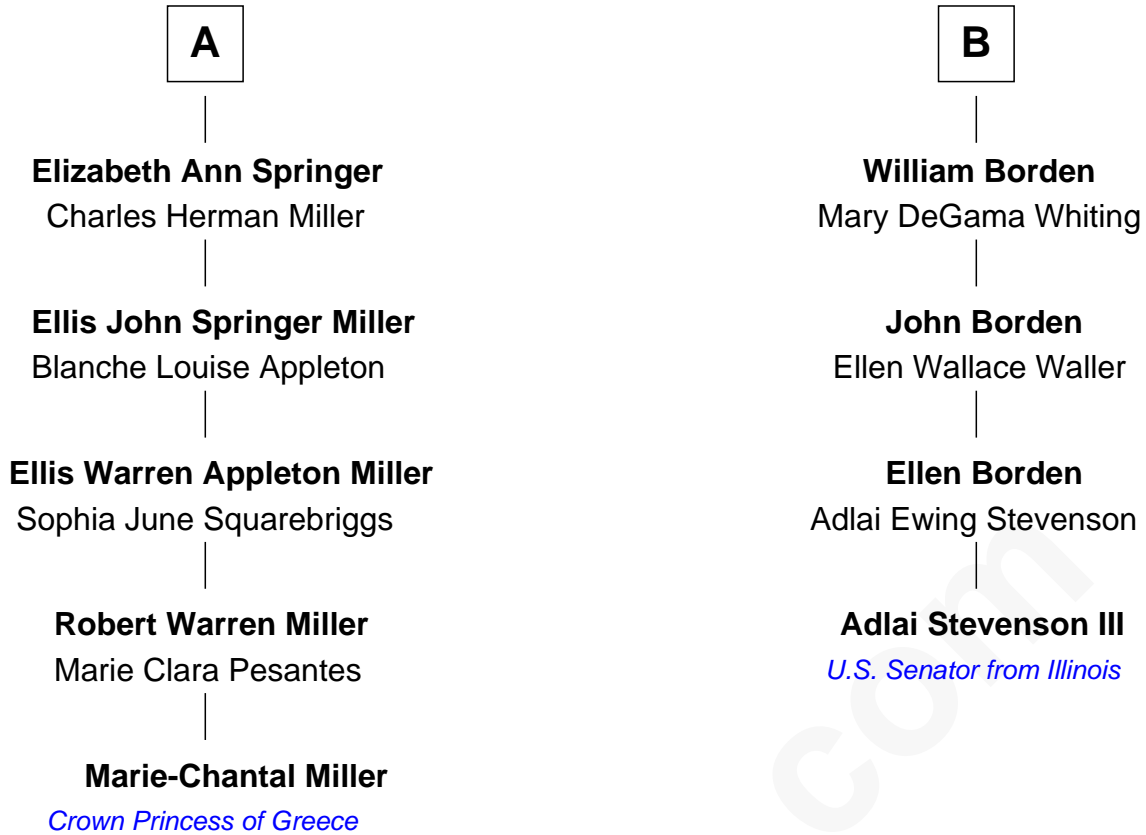 A
Elizabeth Ann Springer
Charles Herman Miller
Ellis John Springer Miller
Blanche Louise Appleton
Ellis Warren Appleton Miller
Sophia June Squarebriggs
Robert Warren Miller
Marie Clara Pesantes
Marie-Chantal Miller
Crown Princess of Greece
B
William Borden
Mary DeGama Whiting
John Borden
Ellen Wallace Waller
Ellen Borden
Adlai Ewing Stevenson
Adlai Stevenson III
U.S. Senator from Illinois
com